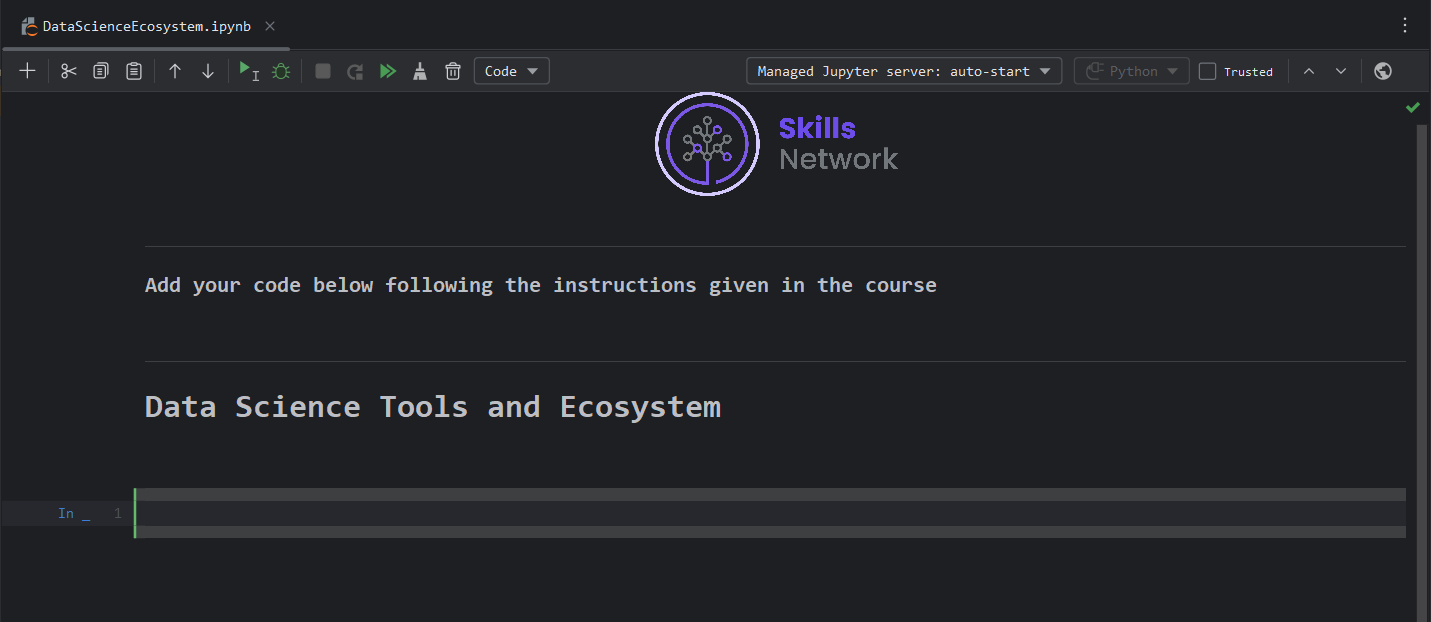 DataScienceEcosystem.ipynb
Code
Managed Jupyter server: auto-start
Python
Trusted
Skills
Network
Add your code below following the instructions given in the course
Data Science Tools and Ecosystem
In _ 1